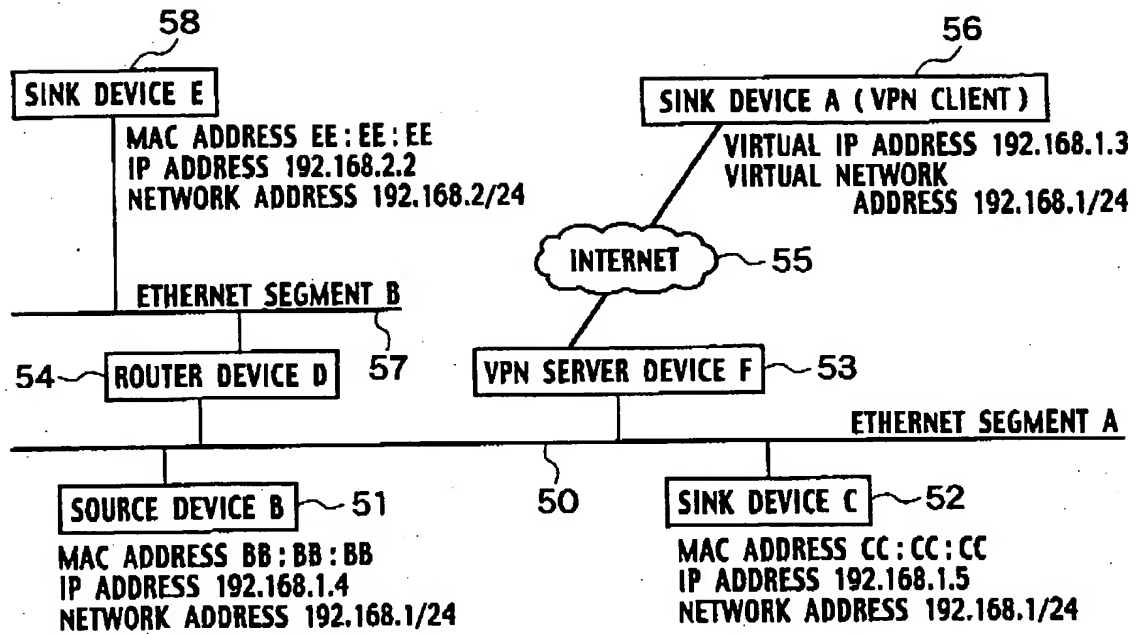 58
SINK DEVICE E
MAC ADDRESS EE:EE:EE
IP ADDRESS 192.168.2.2
NETWORK ADDRESS 192.168.2/24
56
SINK DEVICE A (VPN CLIENT)
VIRTUAL IP ADDRESS 192.168.1.3
VIRTUAL NETWORK
ADDRESS 192.168.1/24
INTERNET
55
ETHERNET SEGMENT B
57
54
ROUTER DEVICE D
VPN SERVER DEVICE F
53
ETHERNET SEGMENT A
50
SOURCE DEVICE B
51
MAC ADDRESS BB:BB:BB
IP ADDRESS 192.168.1.4
NETWORK ADDRESS 192.168.1/24
SINK DEVICE C
52
MAC ADDRESS CC:CC:CC
IP ADDRESS 192.168.1.5
NETWORK ADDRESS 192.168.1/24